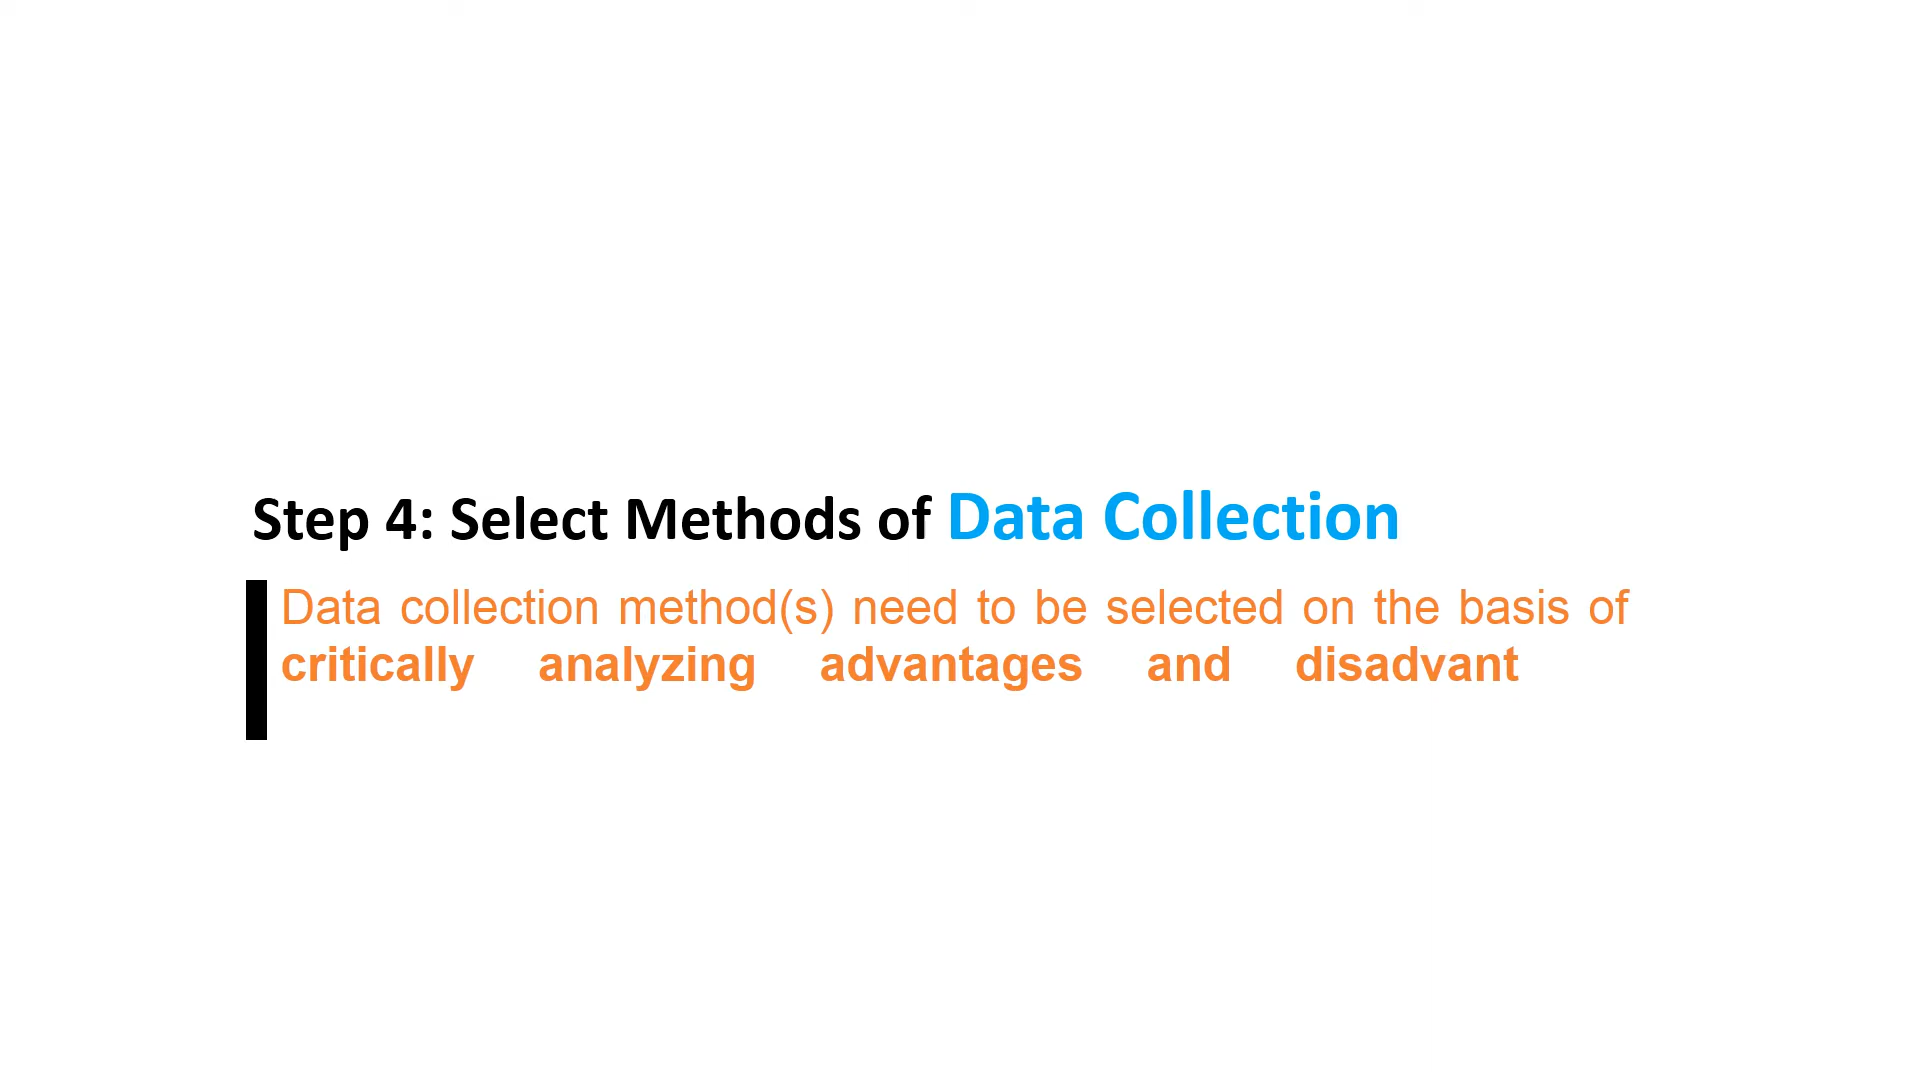 Step 4: Select Methods of Data Collection
Data collection method(s) need to be selected on the basis of
critically analyzing advantages and disadvant